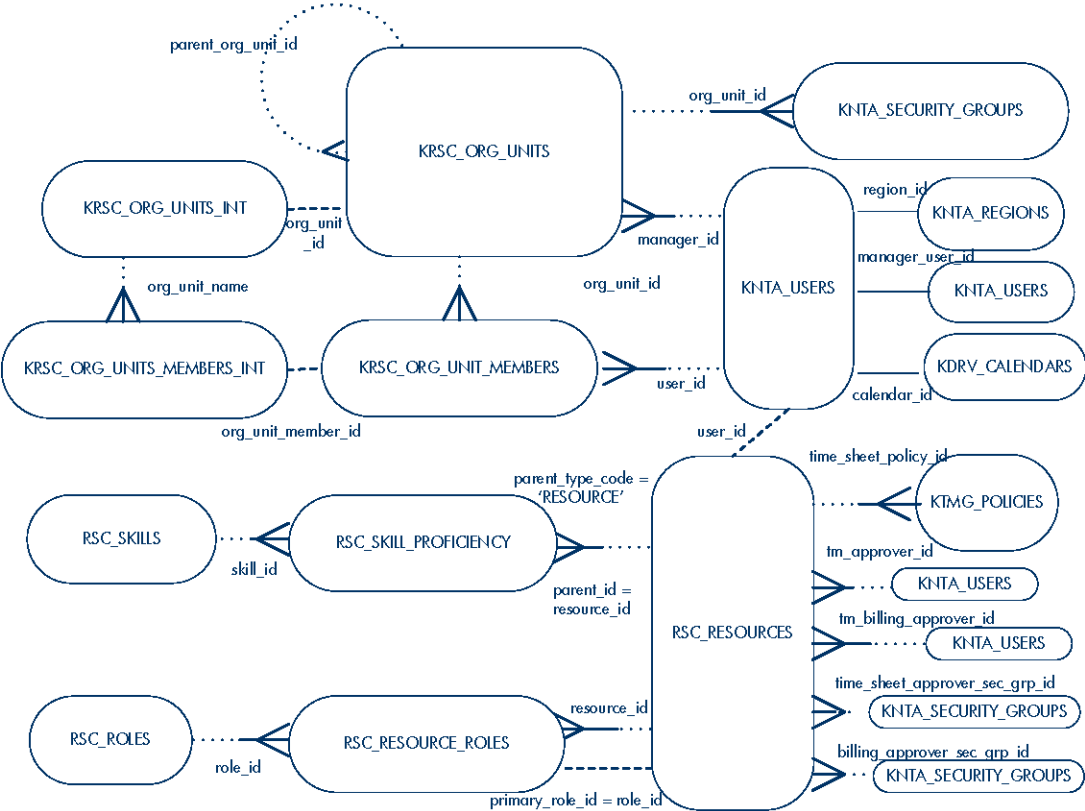 parent_org_unit_id
org_unit_id
KNTA_SECURITY_GROUPS
KRSC_ORG_UNITS
region_id
KRSC_ORG_UNITS_INT
org_unit
_id
manager_id
KNTA_REGIONS
manager_user_id
org_unit_name
org_unit_id
KNTA_USERS
KNTA_USERS
KRSC_ORG_UNITS_MEMBERS_INT
KRSC_ORG_UNIT_MEMBERS
user_id
KDRV_CALENDARS
calendar_id
org_unit_member_id
user_id
time_sheet_policy_id
parent_type_code =
‘RESOURCE’
KTMG_POLICIES
RSC_SKILLS
skill_id
RSC_SKILL_PROFICIENCY
tm_approver_id
KNTA_USERS
parent_id =
resource_id
tm_billing_approver_id
RSC_RESOURCES
KNTA_USERS
time_sheet_approver_sec_grp_id
KNTA_SECURITY_GROUPS
resource_id
RSC_ROLES
role_id
RSC_RESOURCE_ROLES
billing_approver_sec_grp_id
KNTA_SECURITY_GROUPS
primary_role_id = role_id